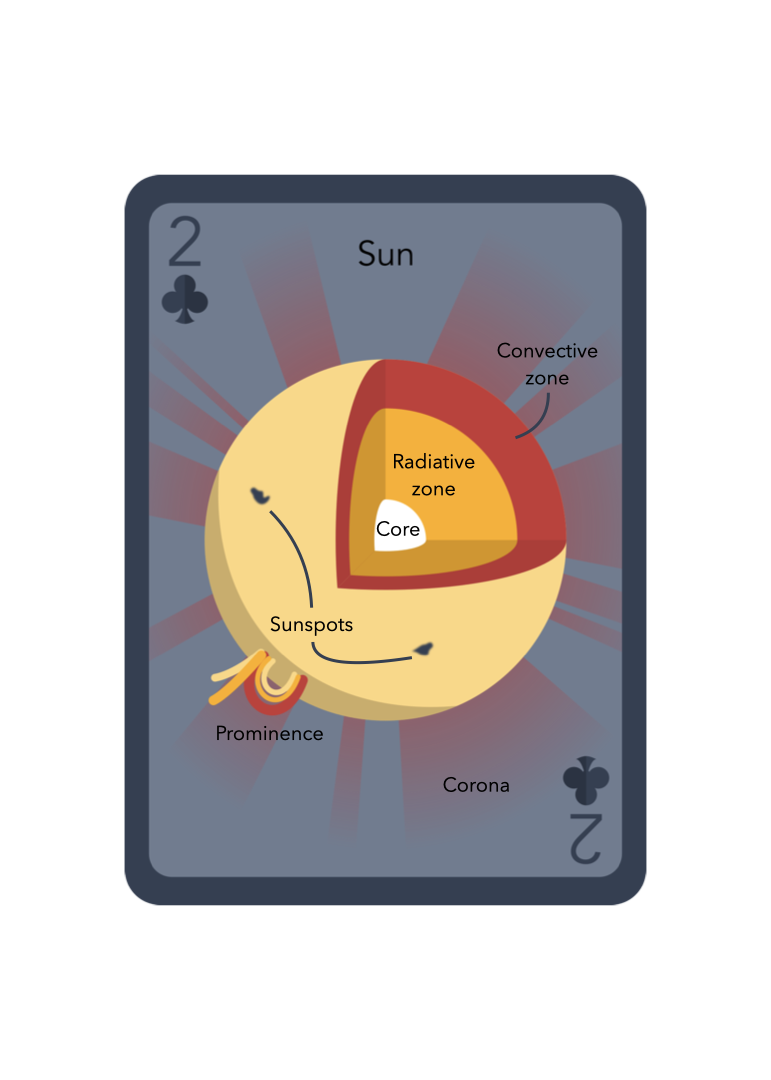 2
Sun
Convective
zone
Radiative
zone
Core
Sunspots
Prominence
Corona
2